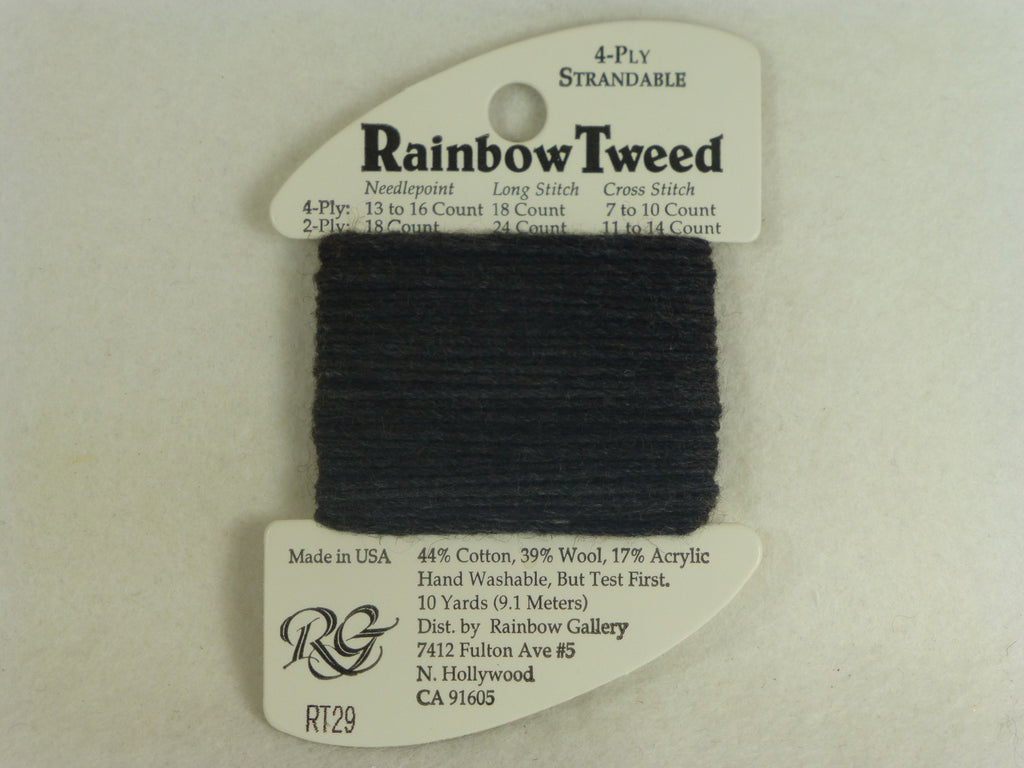 4-PLY
STRANDABLE
Rainbow Tweed
Needlepoint Long Stitch Cross Stitch
4-Ply: 13 to 16 Count 18 Count 7 to 10 Count
2-Ply: 18 Count 24 Count 11 to 14 Count
Made in USA
44% Cotton, 39% Wool, 17% Acrylic
Hand Washable, But Test First.
10 Yards (9.1 Meters)
Dist. by Rainbow Gallery
7412 Fulton Ave #5
N. Hollywood
CA 91605
RG
RT29